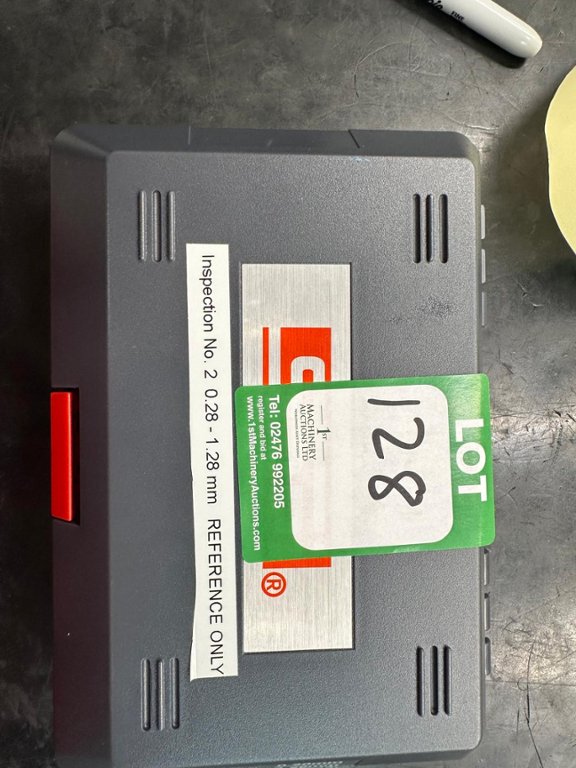 Inspection No. 2 0.28 - 1.28 mm REFERENCE ONLY
LOT
128
1ST
MACHINERY
AUCTIONS LTD
Tel: 02476 992205
register and bid at
www.1stMachineryAuctions.com
®
FINE